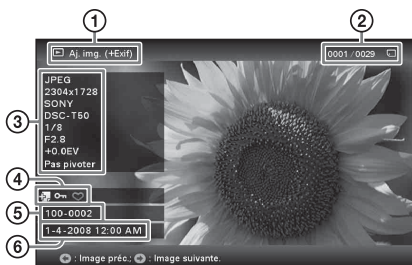 1
2
Aj. img. (+Exif)
0001/0029
3
JPEG
2304x1728
SONY
DSC-T50
1/8
F2.8
+0.0EV
Pas pivoter
4
5
100-0002
6
1-4-2008 12:00 AM
: Image préc.; : Image suivante.